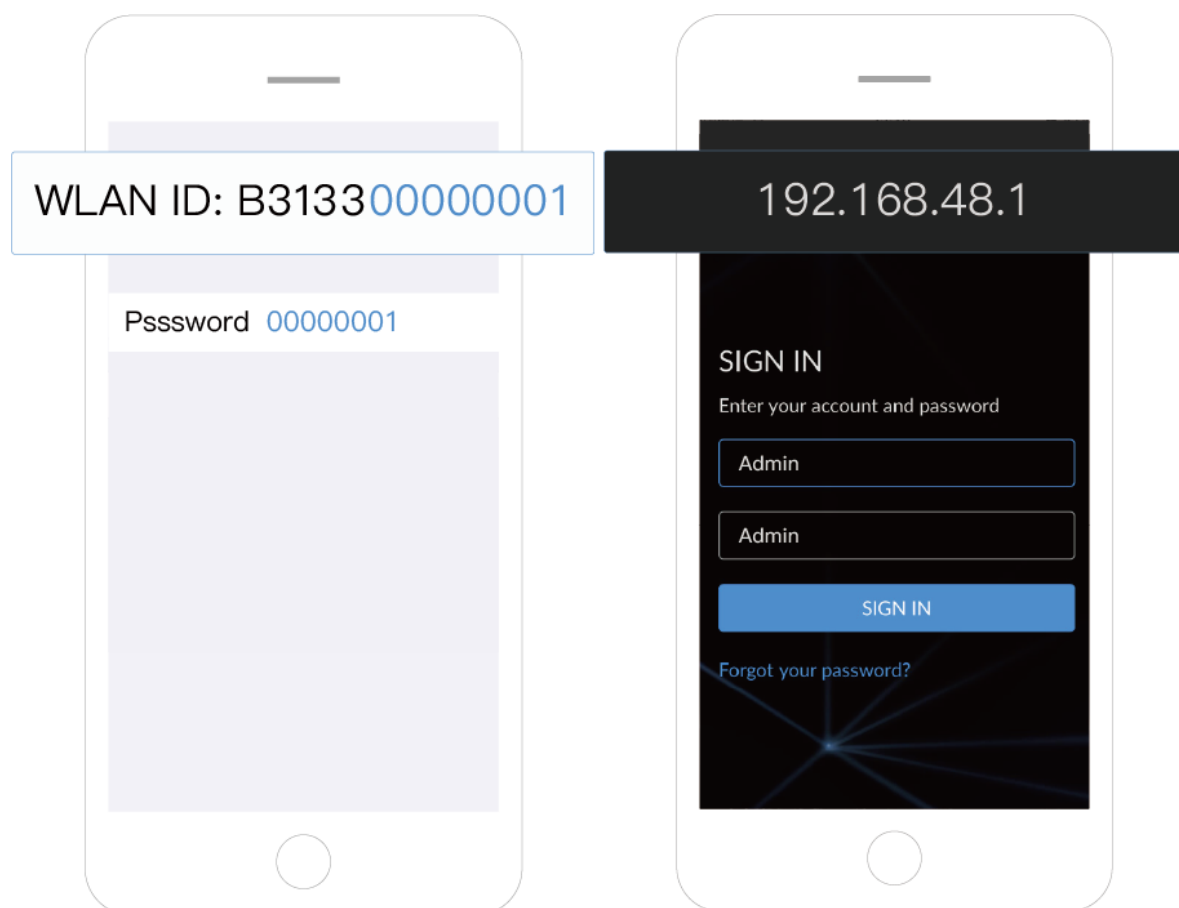 WLAN ID: B313300000001
Psssword 00000001
192.168.48.1
SIGN IN
Enter your account and password
Admin
Admin
SIGN IN
Forgot your password?